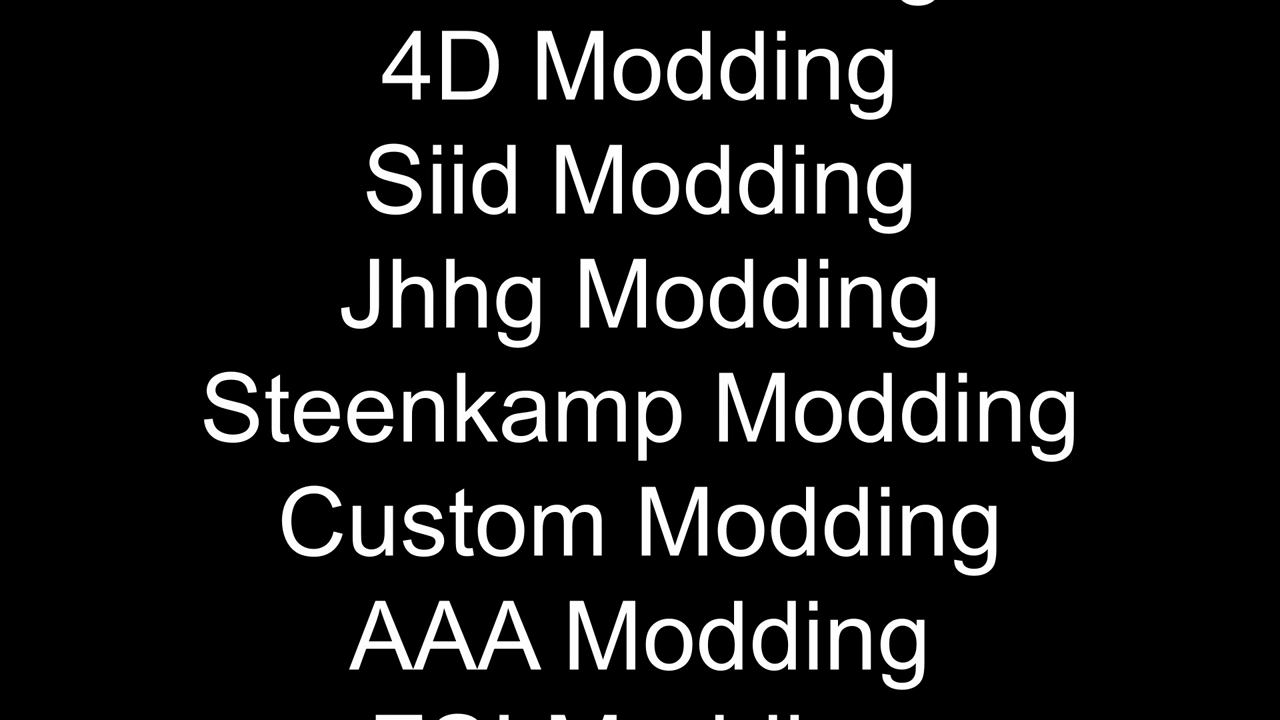 4D Modding
Siid Modding
Jhhg Modding
Steenkamp Modding
Custom Modding
AAA Modding